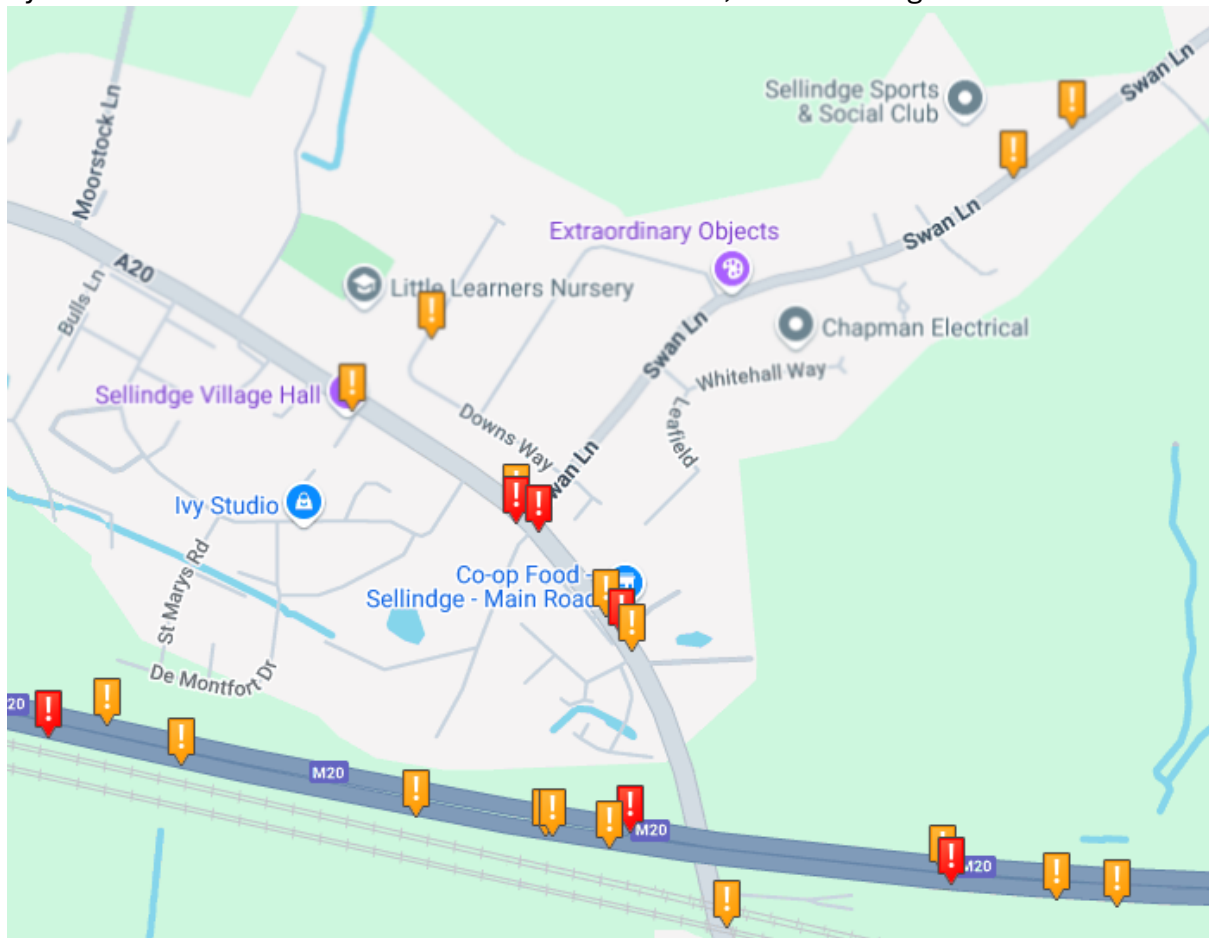 Moorstock Ln
Sellindge Sports
& Social Club
Swan Ln
Swan Ln
Extraordinary Objects
A20
Bulls Ln
Little Learners Nursery
Swan Ln
Chapman Electrical
Whitehall Way
Sellindge Village Hall
Leafield
Downs Way
wan Ln
Ivy Studio
St Marys Rd
Co-op Food -
Sellindge - Main Road
De Montfort Dr
20
M20
M20
M20